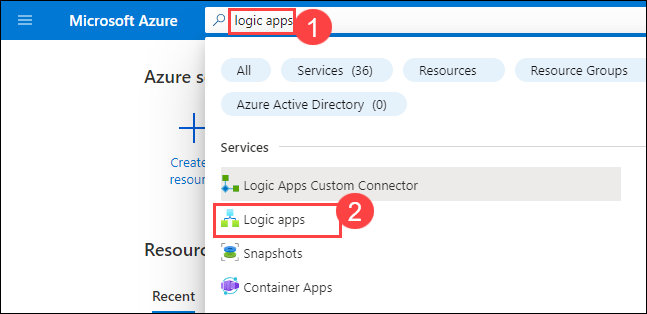 Microsoft Azure
logic apps
1
All
Services (36)
Resources
Resource Groups
Azure Active Directory (0)
Azure s
Create
resour
Services
Logic Apps Custom Connector
Logic apps
2
Snapshots
Container Apps
Resour
Recent